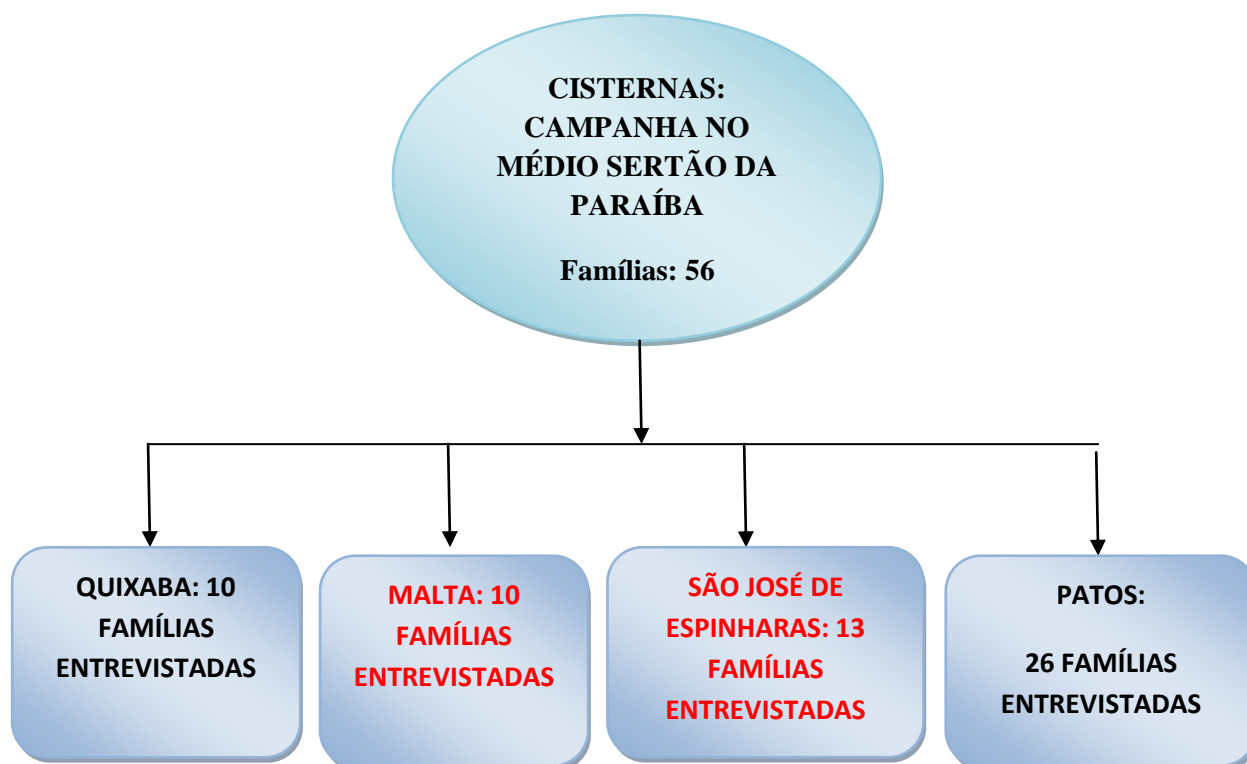 CISTERNAS:
CAMPANHA NO
MÉDIO SERTÃO DA
PARAÍBA
Famílias: 56
QUIXABA: 10
FAMÍLIAS
ENTREVISTADAS
MALTA: 10
FAMÍLIAS
ENTREVISTADAS
SÃO JOSÉ DE
ESPINHARAS: 13
FAMÍLIAS
ENTREVISTADAS
PATOS:
26 FAMÍLIAS
ENTREVISTADAS